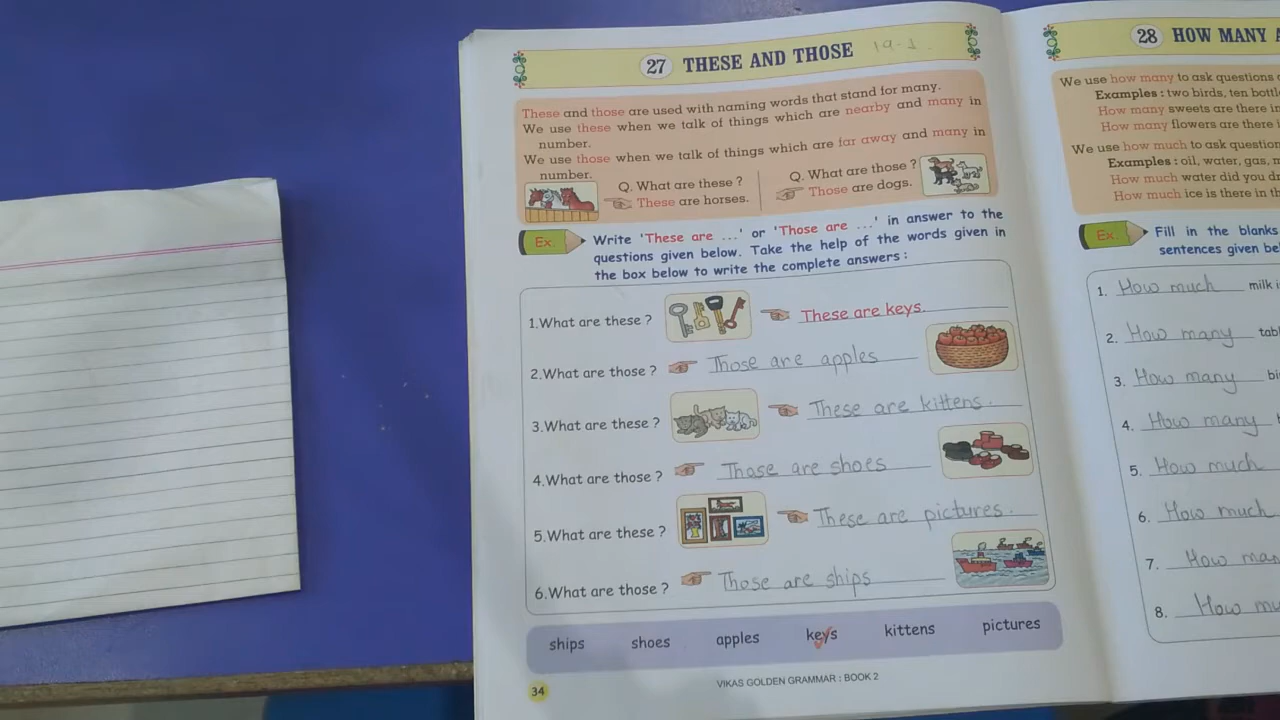 27 THESE AND THOSE 19-1
These and those are used with naming words that stand for many.
We use these when we talk of things which are nearby and many in
number.
We use those when we talk of things which are far away and many in
number.
Q. What are these ?
These are horses.
Q. What are those ?
Those are dogs.
Ex. Write 'These are ...' or 'Those are ...' in answer to the
questions given below. Take the help of the words given in
the box below to write the complete answers :
1.What are these ? These are keys.
2.What are those ? Those are apples
3.What are these ? These are kittens.
4.What are those ? Those are shoes
5.What are these ? These are pictures.
6.What are those ? Those are ships
ships shoes apples keys kittens pictures
34 VIKAS GOLDEN GRAMMAR : BOOK 2
28 HOW MANY
We use how many to ask questions
Examples : two birds, ten
How many sweets are there
How many flowers are there
We use how much to ask
Examples : oil, water, gas,
How much water did you
How much ice is there in
Ex. Fill in the blanks
sentences given
1. How much milk
2. How many
3. How many
4. How many
5. How much
6. How much
7. How
8. How